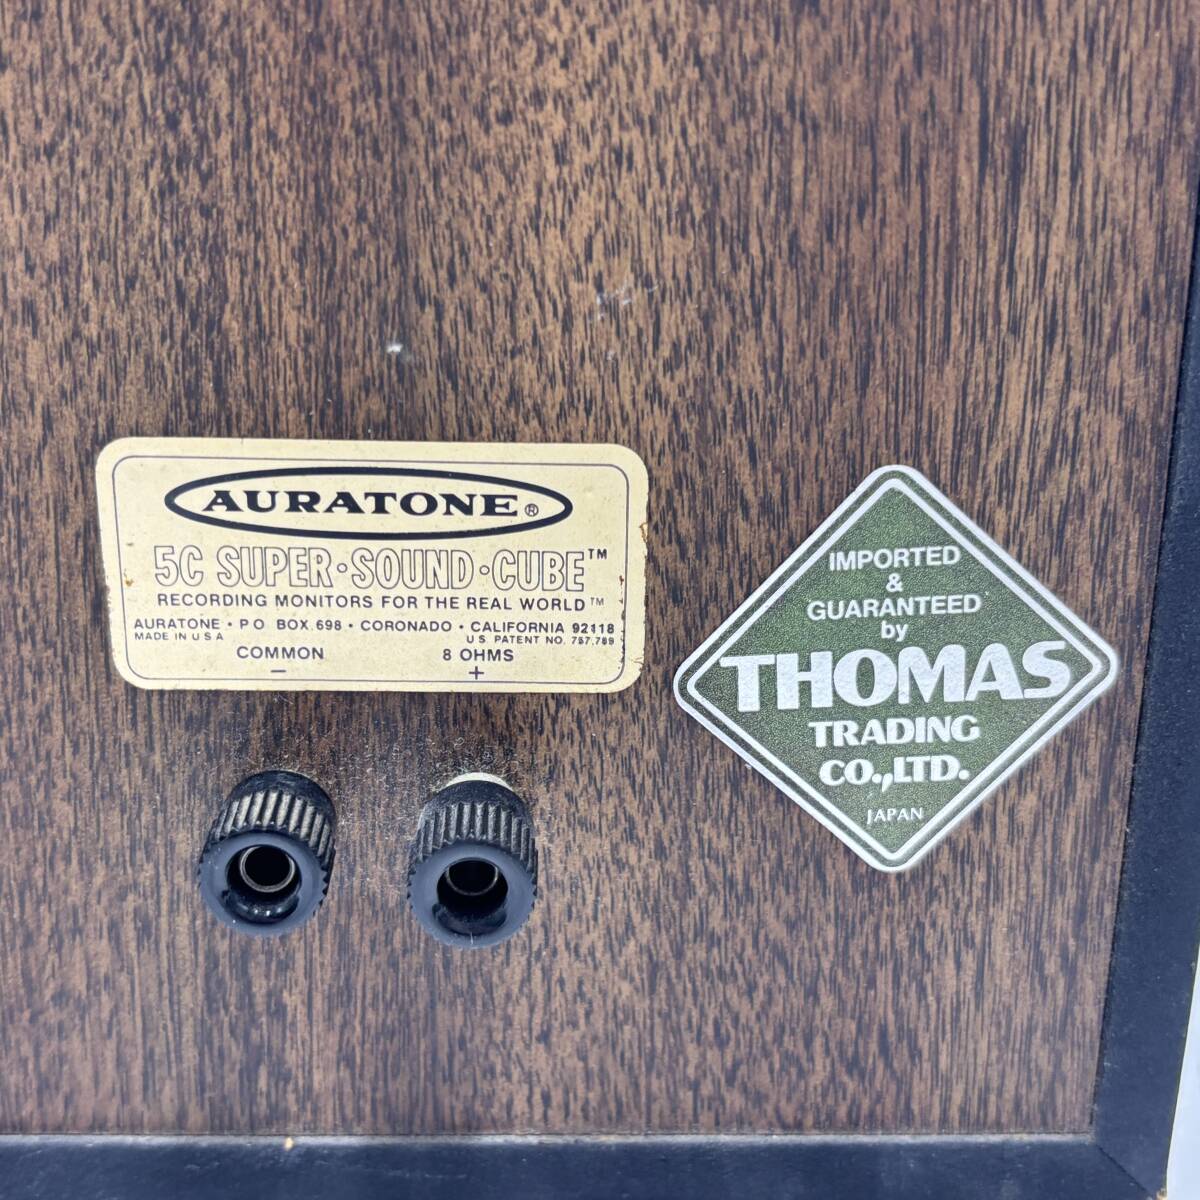 AURATONE®
5C SUPER·SOUND·CUBE™
RECORDING MONITORS FOR THE REAL WORLD™
AURATONE · P O BOX 698 · CORONADO · CALIFORNIA 92118
MADE IN U S A U.S. PATENT NO. 757,789
COMMON 8 OHMS
− +
IMPORTED
&
GUARANTEED
by
THOMAS
TRADING
CO.,LTD.
JAPAN